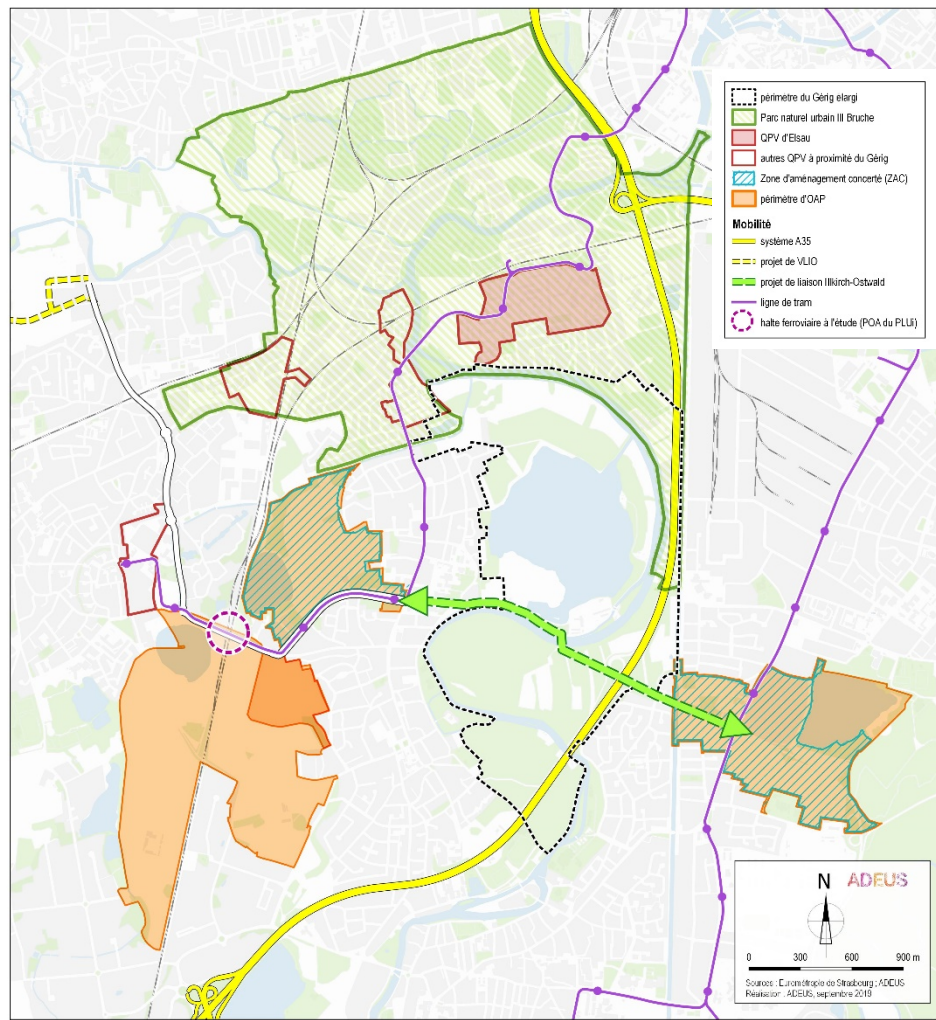 périmètre du Gérig elargi
Parc naturel urbain Ill Bruche
QPV d'Elsau
autres QPV à proximité du Gérig
Zone d'aménagement concerté (ZAC)
périmètre d'OAP
Mobilité
système A35
projet de VLIO
projet de liaison Illkirch-Ostwald
ligne de tram
halte ferroviaire à l'étude (POA du PLUi)
N ADEUS
0 300 600 900 m
Sources : Eurométropole de Strasbourg ; ADEUS
Réalisation : ADEUS, septembre 2019